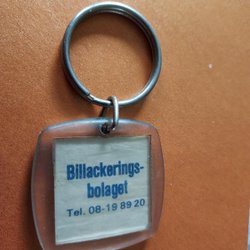 Billackerings-
bolaget
Tel. 08-19 89 20